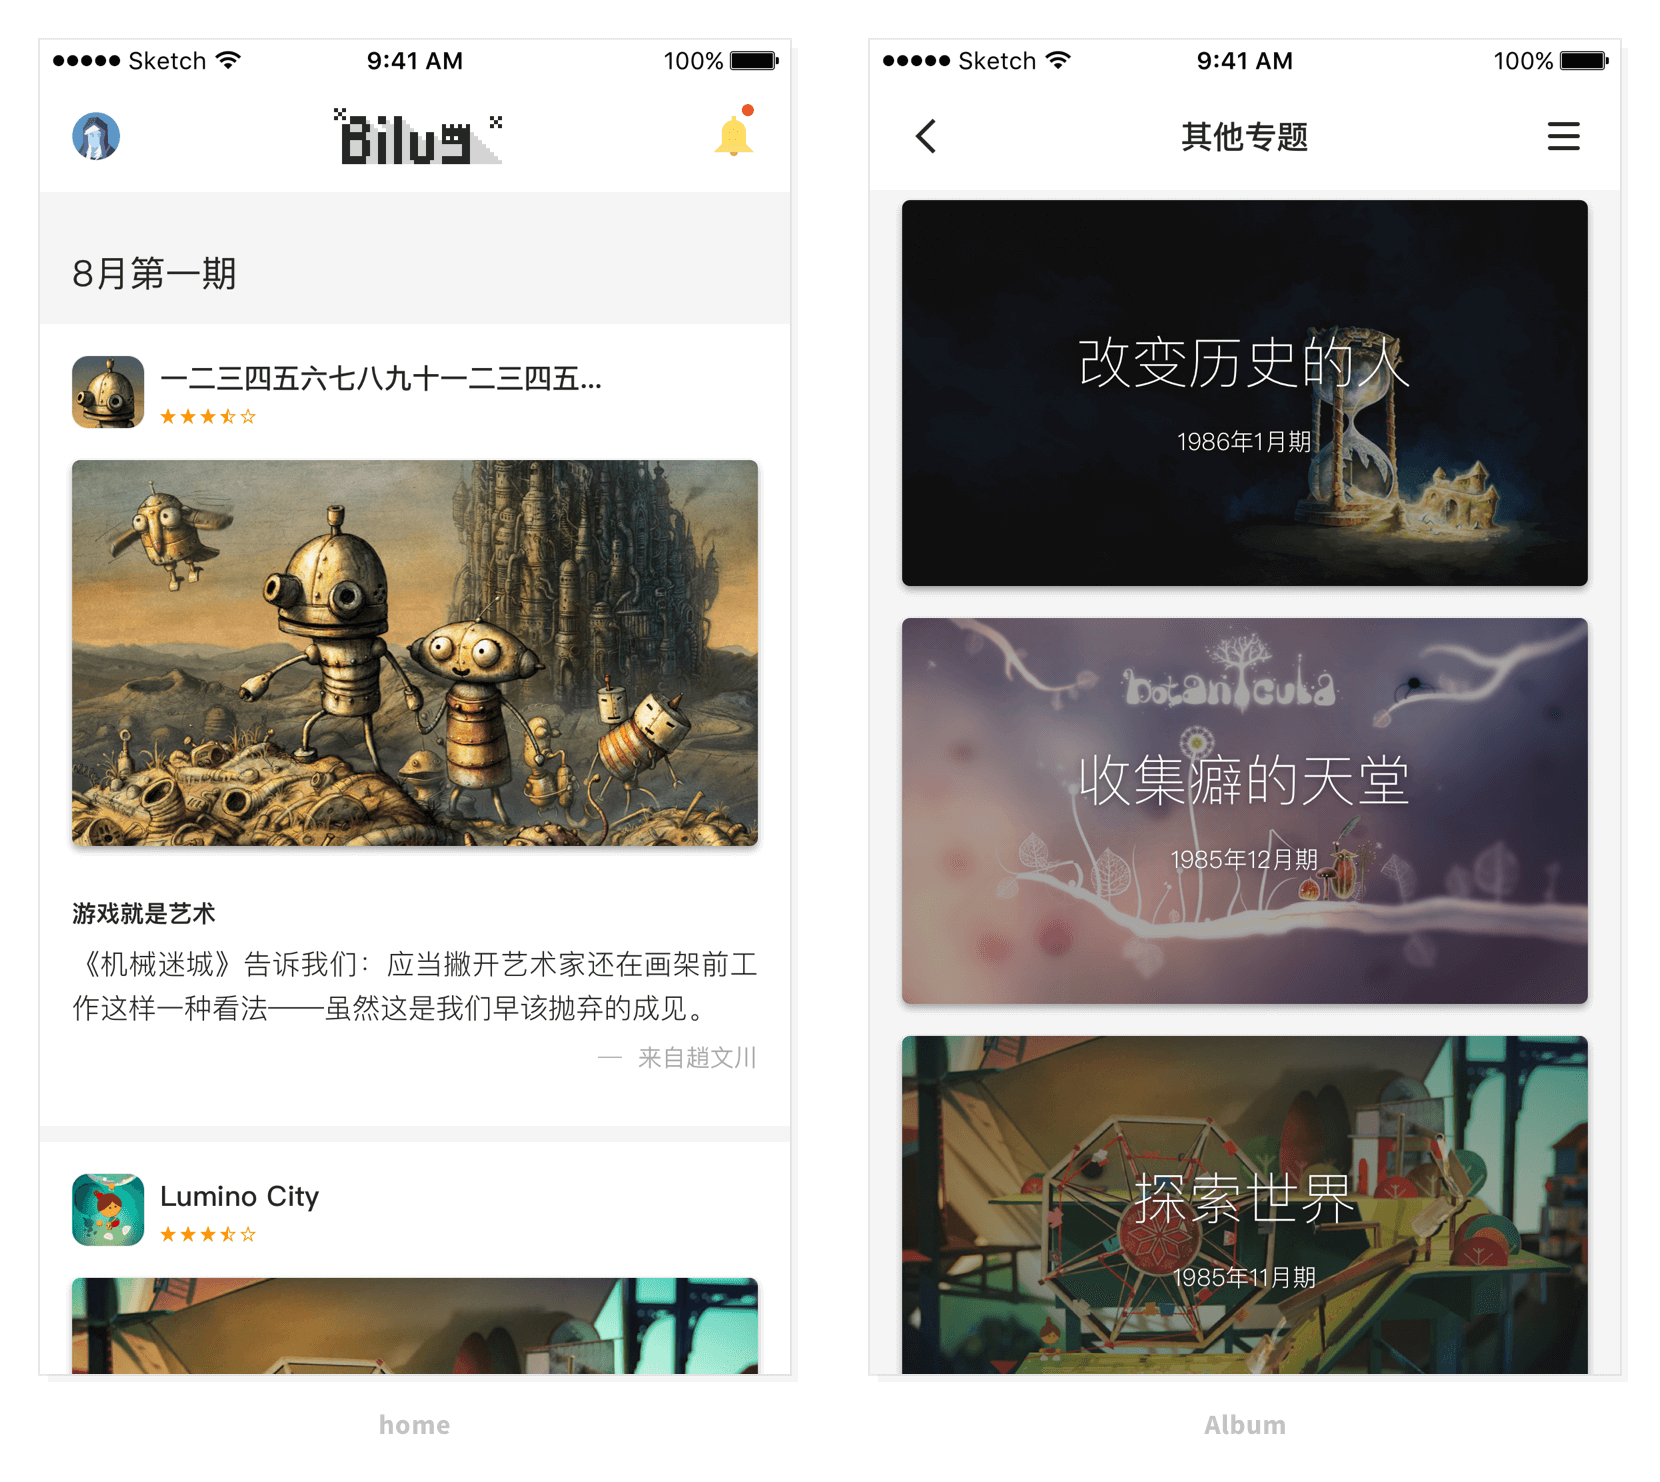 Sketch 9:41 AM 100%
Bilug
8月第一期
一二三四五六七八九十一二三四五...
游戏就是艺术
《机械迷城》告诉我们：应当撇开艺术家还在画架前工
作这样一种看法——虽然这是我们早该抛弃的成见。
— 来自趙文川
Lumino City
home
Sketch 9:41 AM 100%
其他专题
改变历史的人
1986年1月期
botanicula
收集癖的天堂
1985年12月期
探索世界
1985年11月期
Album